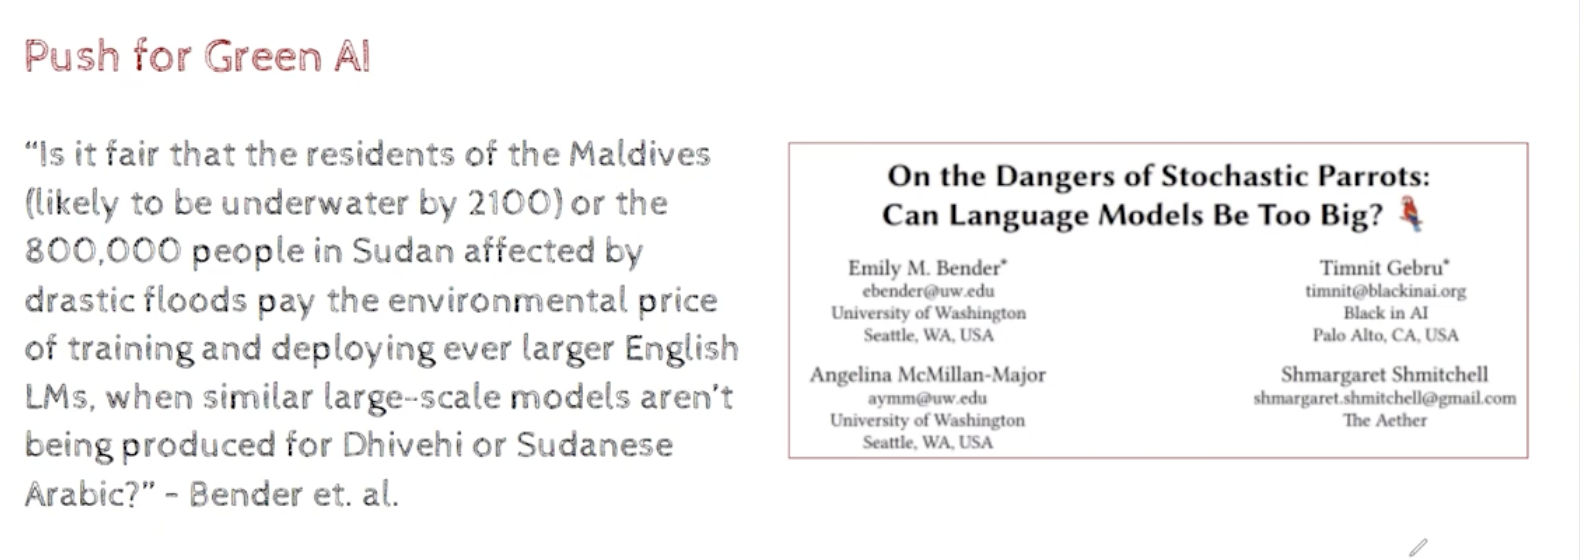 Push for Green AI
“Is it fair that the residents of the Maldives
(likely to be underwater by 2100) or the
800,000 people in Sudan affected by
drastic floods pay the environmental price
of training and deploying ever larger English
LMs, when similar large-scale models aren’t
being produced for Dhivehi or Sudanese
Arabic?” - Bender et. al.
On the Dangers of Stochastic Parrots:
Can Language Models Be Too Big? 🦜
Emily M. Bender*
ebender@uw.edu
University of Washington
Seattle, WA, USA
Timnit Gebru*
timnit@blackinai.org
Black in AI
Palo Alto, CA, USA
Angelina McMillan-Major
aymm@uw.edu
University of Washington
Seattle, WA, USA
Shmargaret Shmitchell
shmargaret.shmitchell@gmail.com
The Aether